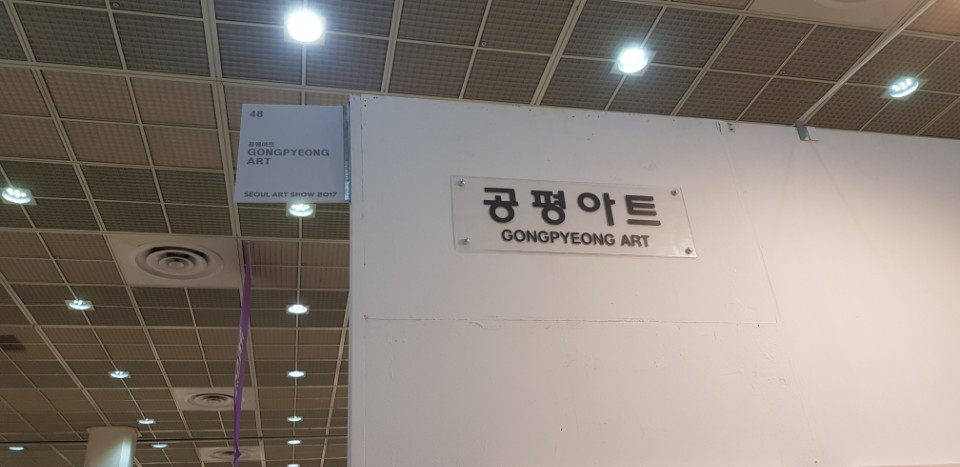 48
공평아트
GONGPYEONG
ART
SEOUL ART SHOW 2017
공평아트
GONGPYEONG ART